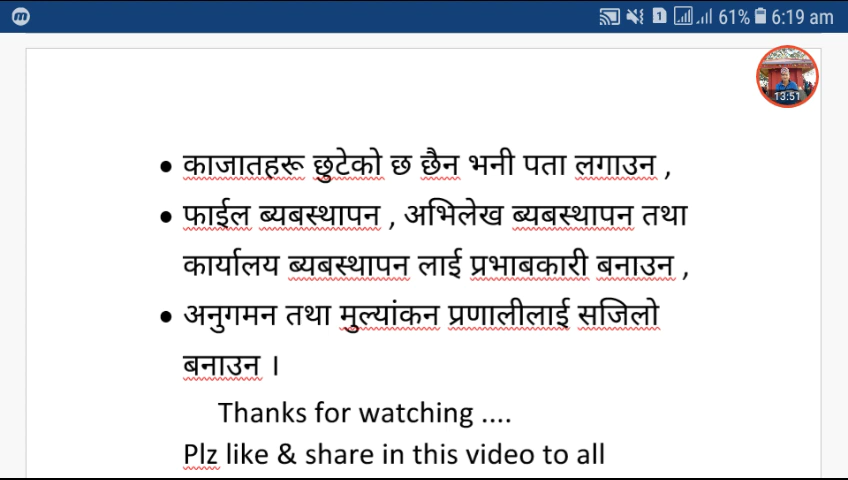 61% 6:19 am
13:51
• काजातहरू छुटेको छ छैन भनी पता लगाउन ,
• फाईल ब्यबस्थापन , अभिलेख ब्यबस्थापन तथा
कार्यालय ब्यबस्थापन लाई प्रभाबकारी बनाउन ,
• अनुगमन तथा मुल्यांकन प्रणालीलाई सजिलो
बनाउन ।
Thanks for watching ....
Plz like & share in this video to all